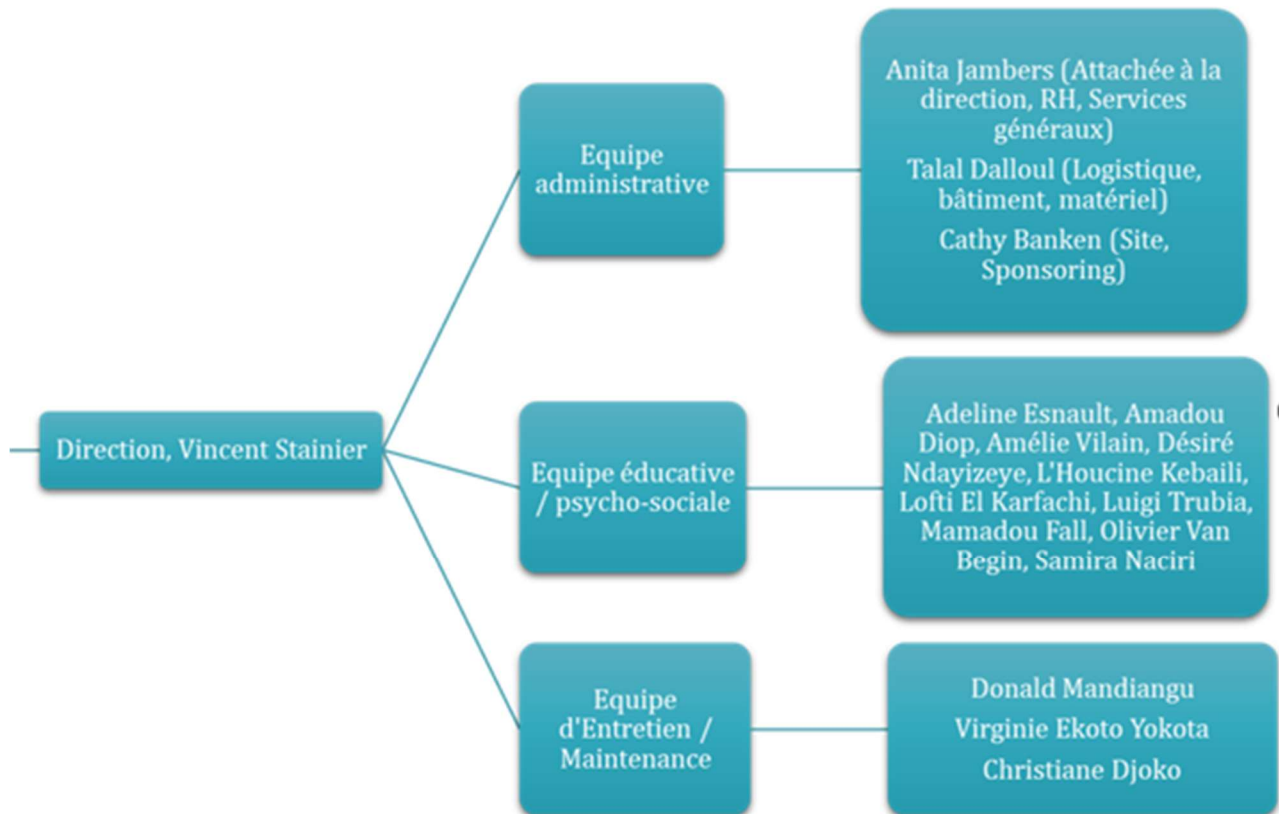 Direction, Vincent Stainier
Equipe
administrative
Anita Jambers (Attachée à la
direction, RH, Services
généraux)
Talal Dalloul (Logistique,
bâtiment, matériel)
Cathy Banken (Site,
Sponsoring)
Equipe éducative
/ psycho-sociale
Adeline Esnault, Amadou
Diop, Amélie Vilain, Désiré
Ndayizeye, L'Houcine Kebaili,
Lofti El Karfachi, Luigi Trubia,
Mamadou Fall, Olivier Van
Begin, Samira Naciri
Equipe
d'Entretien /
Maintenance
Donald Mandiangu
Virginie Ekoto Yokota
Christiane Djoko